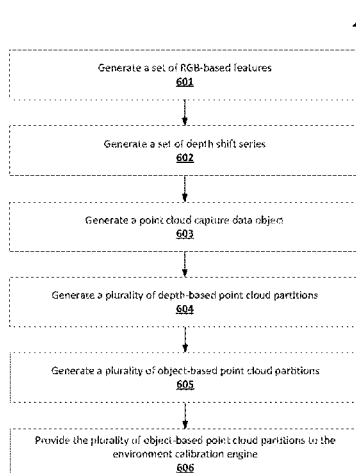 Generate a set of RGB-based features
601
Generate a set of depth shift series
602
Generate a point cloud capture data object
603
Generate a plurality of depth-based point cloud partitions
604
Generate a plurality of object-based point cloud partitions
605
Provide the plurality of object-based point cloud partitions to the
environment calibration engine
606